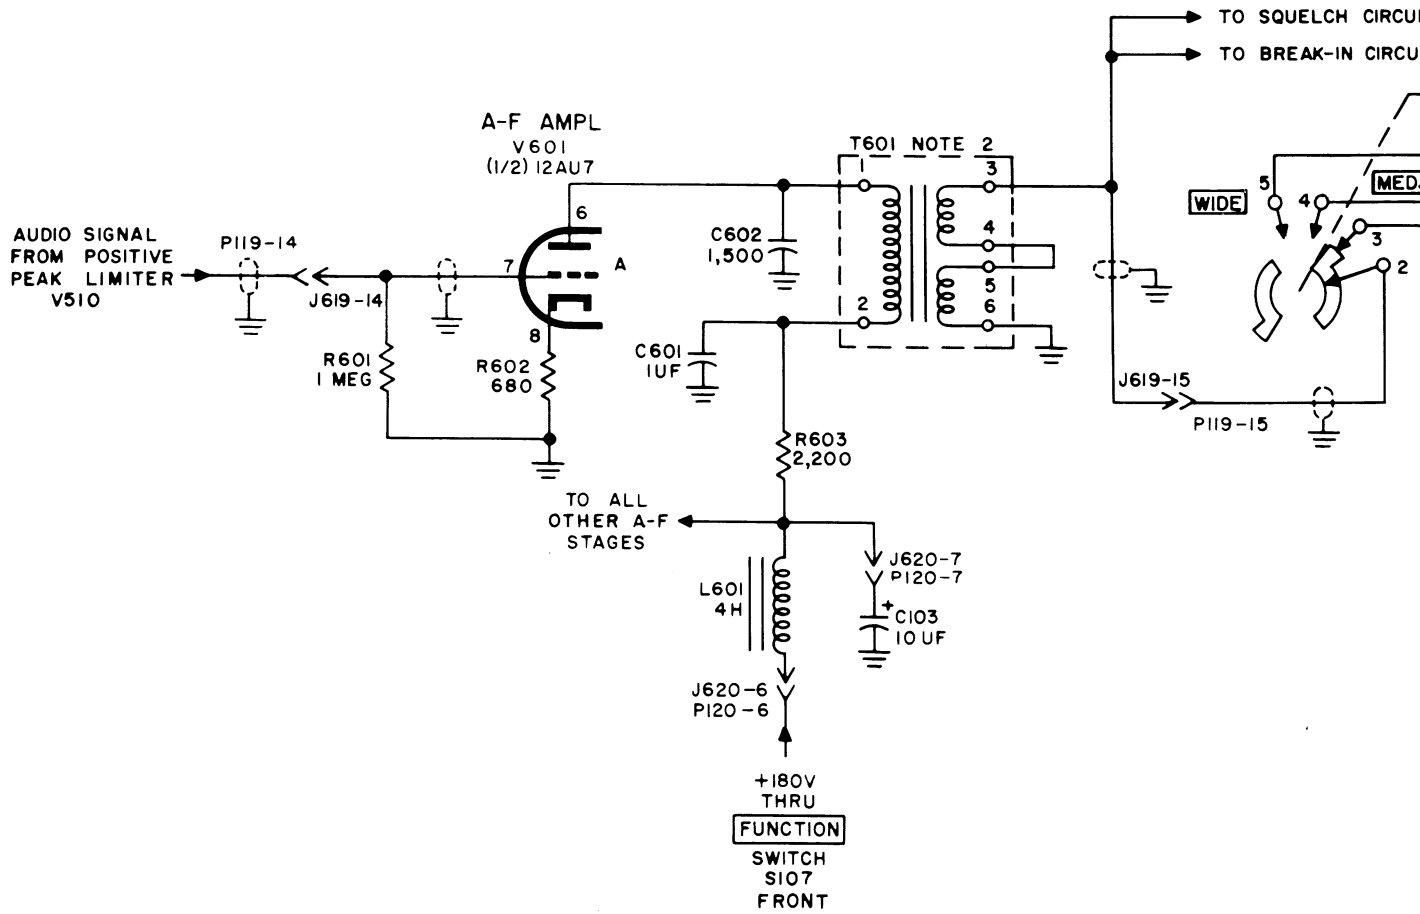 TO SQUELCH CIRCUI
TO BREAK-IN CIRCU
A-F AMPL
V601
(1/2) 12AU7
T601 NOTE 2
1
3
5
4
MED.
WIDE
3
2
6
AUDIO SIGNAL
FROM POSITIVE
PEAK LIMITER
V510
P119-14
J619-14
7
A
C602
1,500
4
5
6
2
8
C601
1UF
R601
1 MEG
R602
680
J619-15
P119-15
R603
2,200
TO ALL
OTHER A-F
STAGES
J620-7
P120-7
L601
4H
+
C103
10 UF
J620-6
P120-6
+180V
THRU
FUNCTION
SWITCH
S107
FRONT